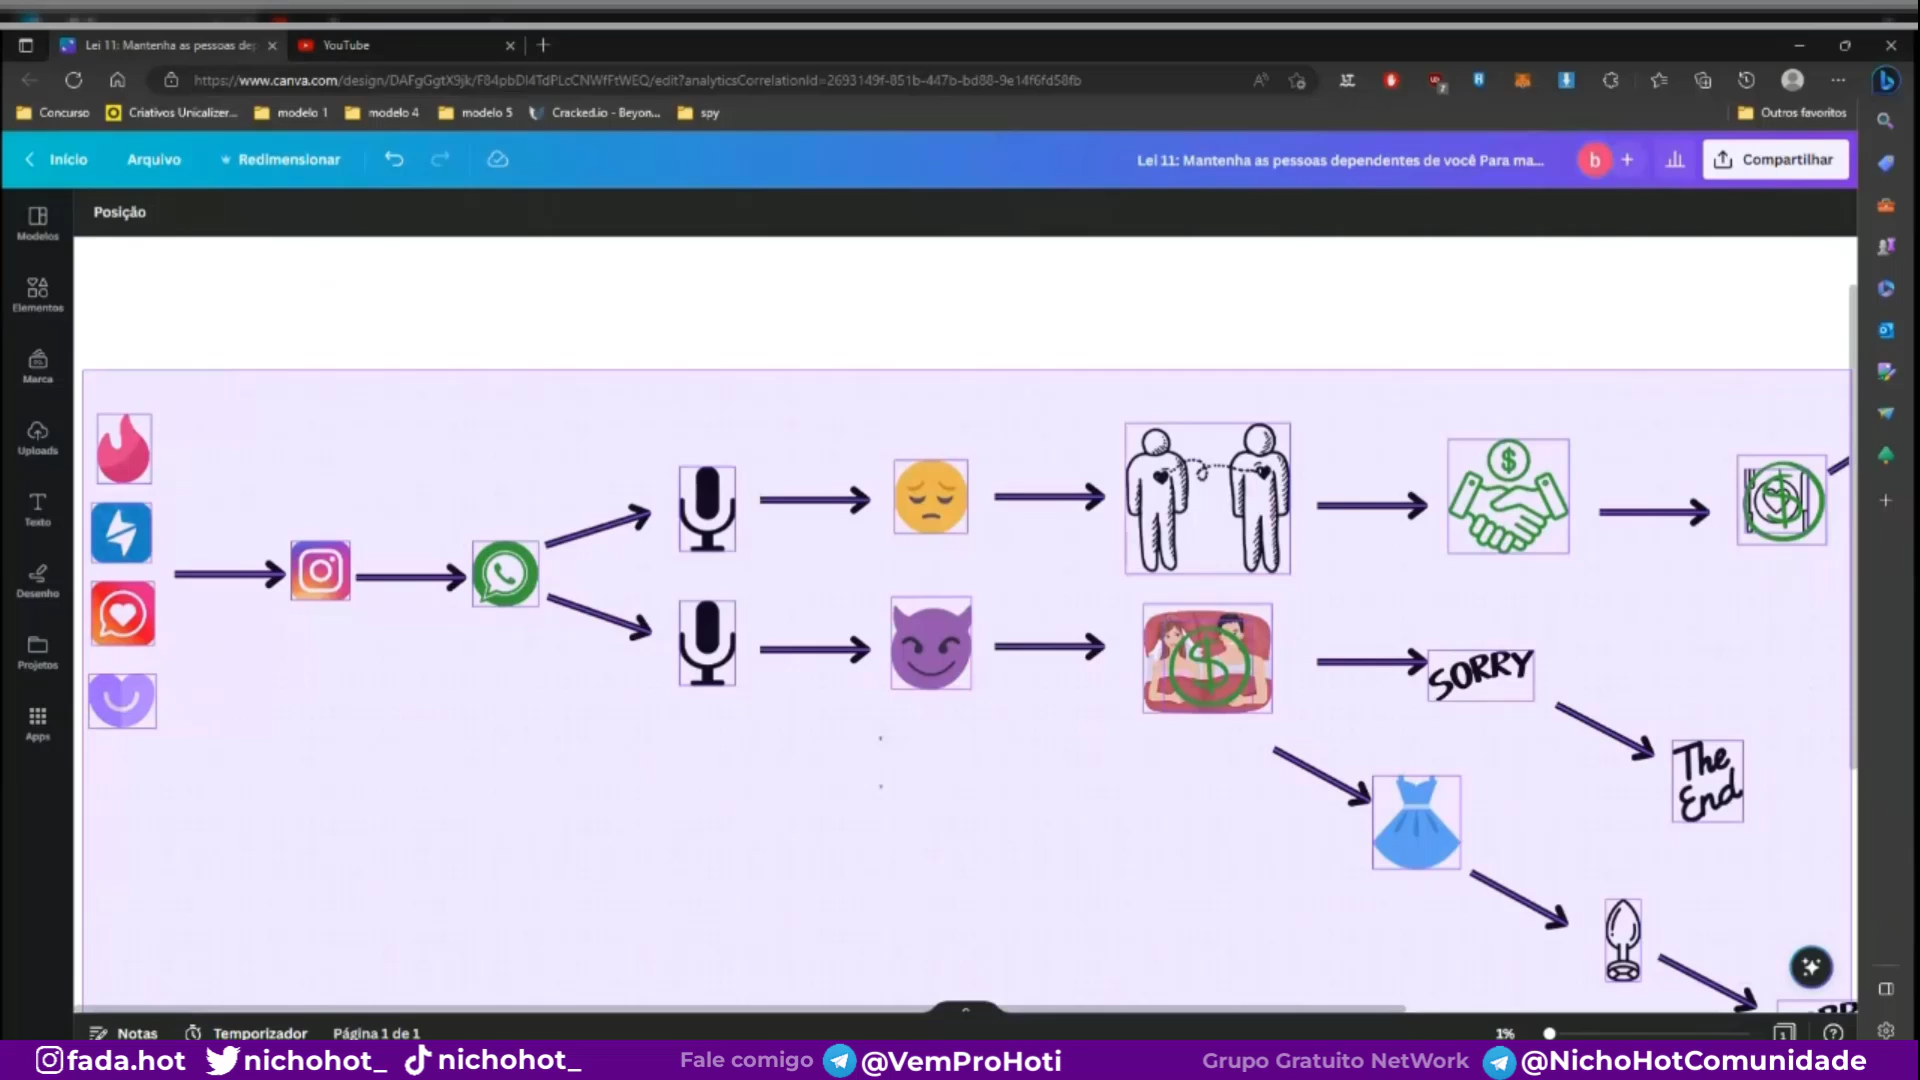 Lei 11: Mantenha as pessoas de
YouTube
https://www.canva.com/design/DAFgGgtX9jk/F84pbDI4TdPLcCNWfFtWEQ/edit?analyticsCorrelationId=2693149f-851b-447b-bd88-9e14f6fd58fb
Concurso
Criativos Unicalizer...
modelo 1
modelo 4
modelo 5
Cracked.io - Beyon...
spy
Outros favoritos
Início
Arquivo
Redimensionar
Lei 11: Mantenha as pessoas dependentes de você Para ma...
b
Compartilhar
Posição
Modelos
Elementos
Marca
Uploads
Texto
Desenho
Projetos
Apps
SORRY
The
End
Notas
Temporizador
Página 1 de 1
1%
1
fada.hot
nichohot_
nichohot_
Fale comigo
@VemProHoti
Grupo Gratuito NetWork
@NichoHotComunidade